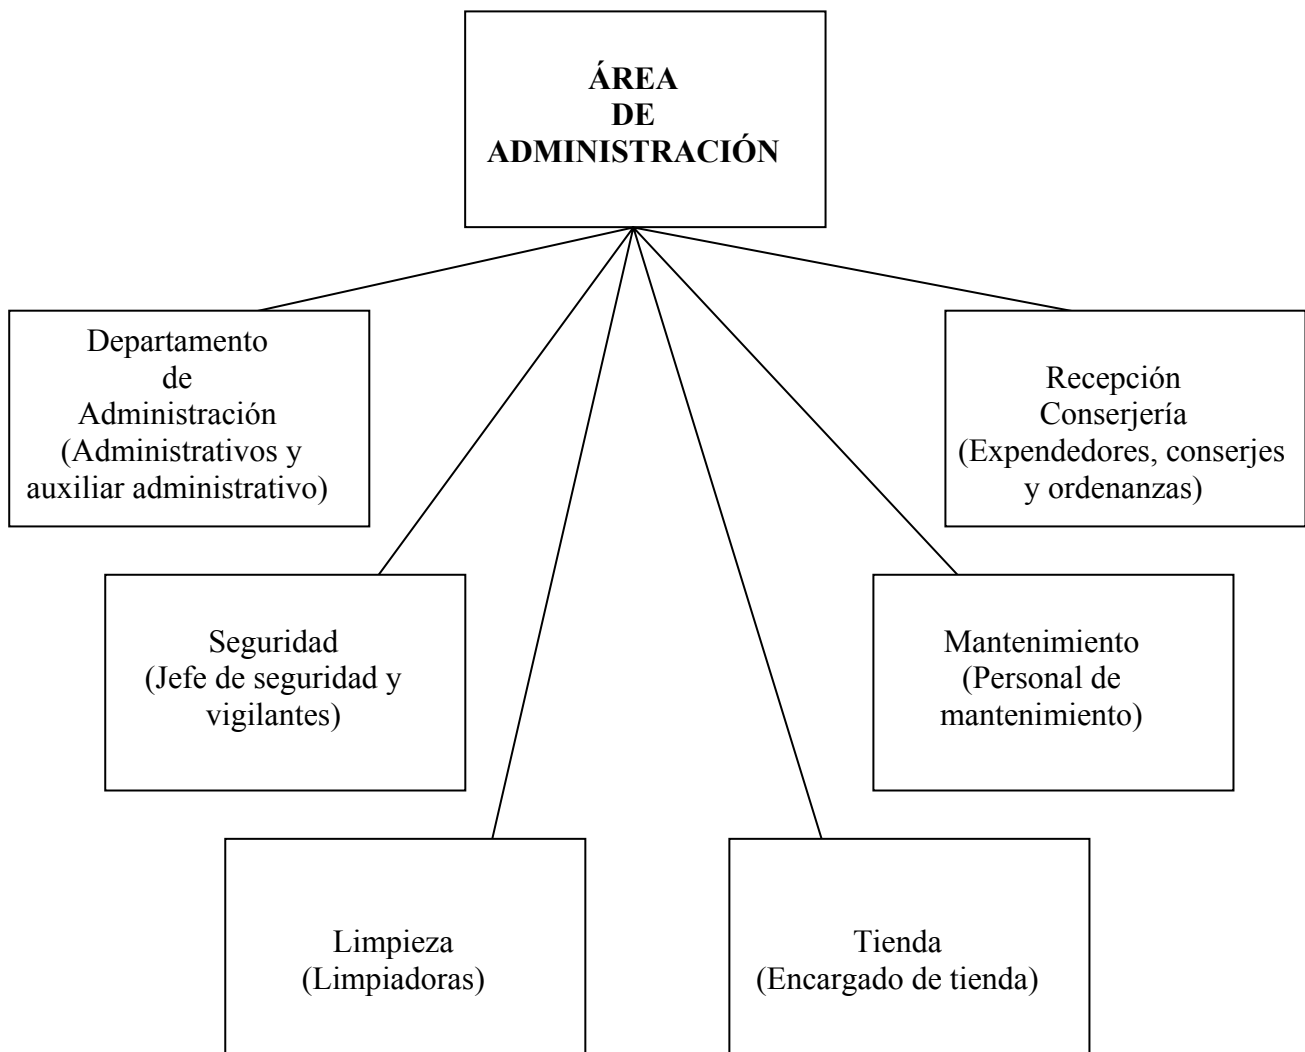 ÁREA
DE
ADMINISTRACIÓN
Departamento
de
Administración
(Administrativos y
auxiliar administrativo)
Recepción
Conserjería
(Expendedores, conserjes
y ordenanzas)
Seguridad
(Jefe de seguridad y
vigilantes)
Mantenimiento
(Personal de
mantenimiento)
Limpieza
(Limpiadoras)
Tienda
(Encargado de tienda)